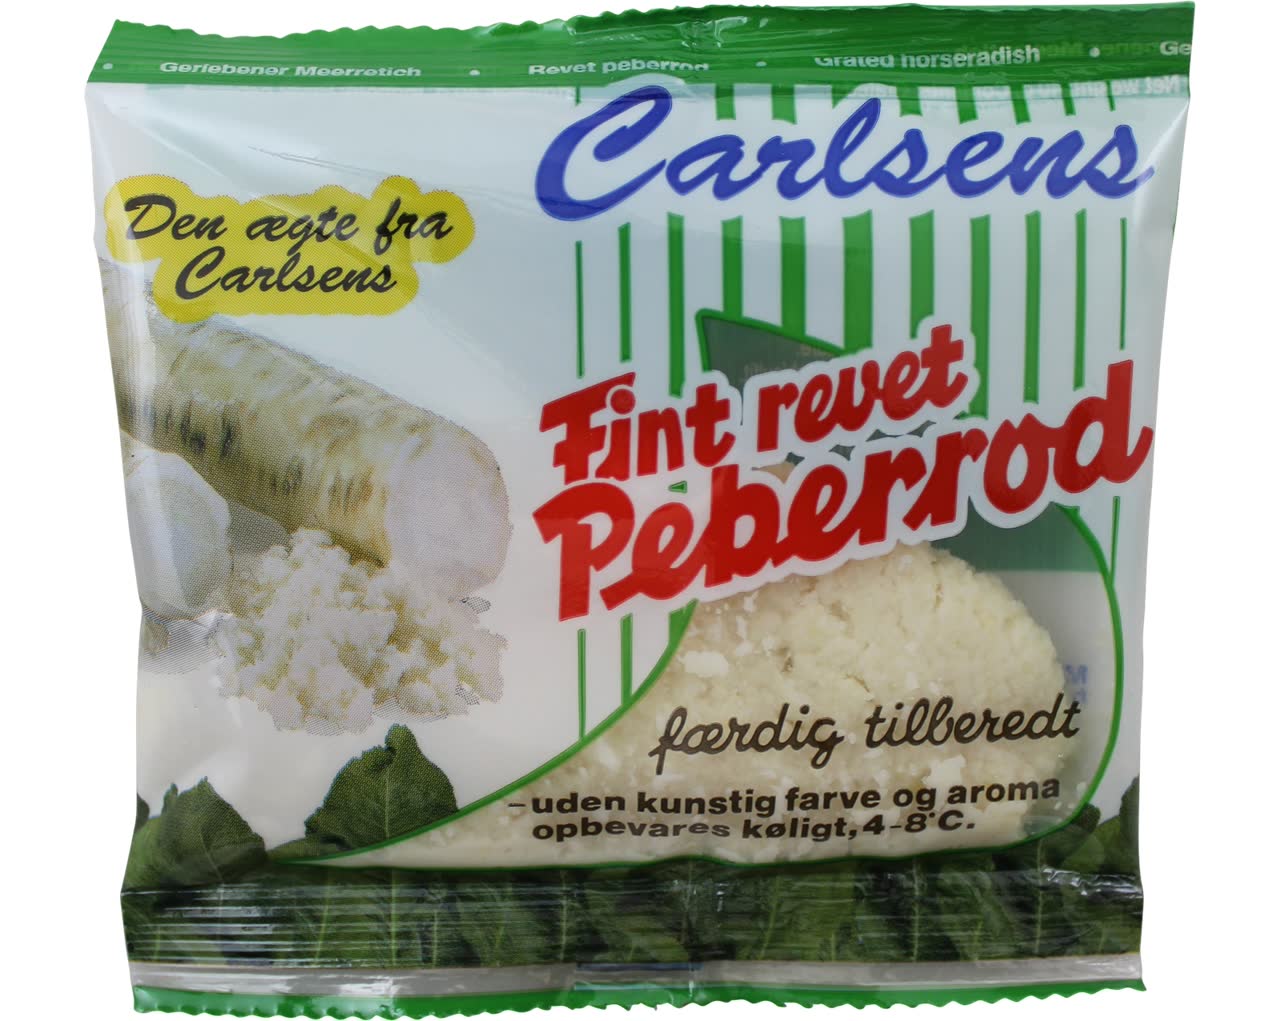 Geriebener Meerretich • Revet peberrod • Grated horseradish • Ge
Carlsens
Den ægte fra
Carlsens
Fint revet
Peberrod
færdig tilberedt
-uden kunstig farve og aroma
opbevares køligt, 4-8°C.